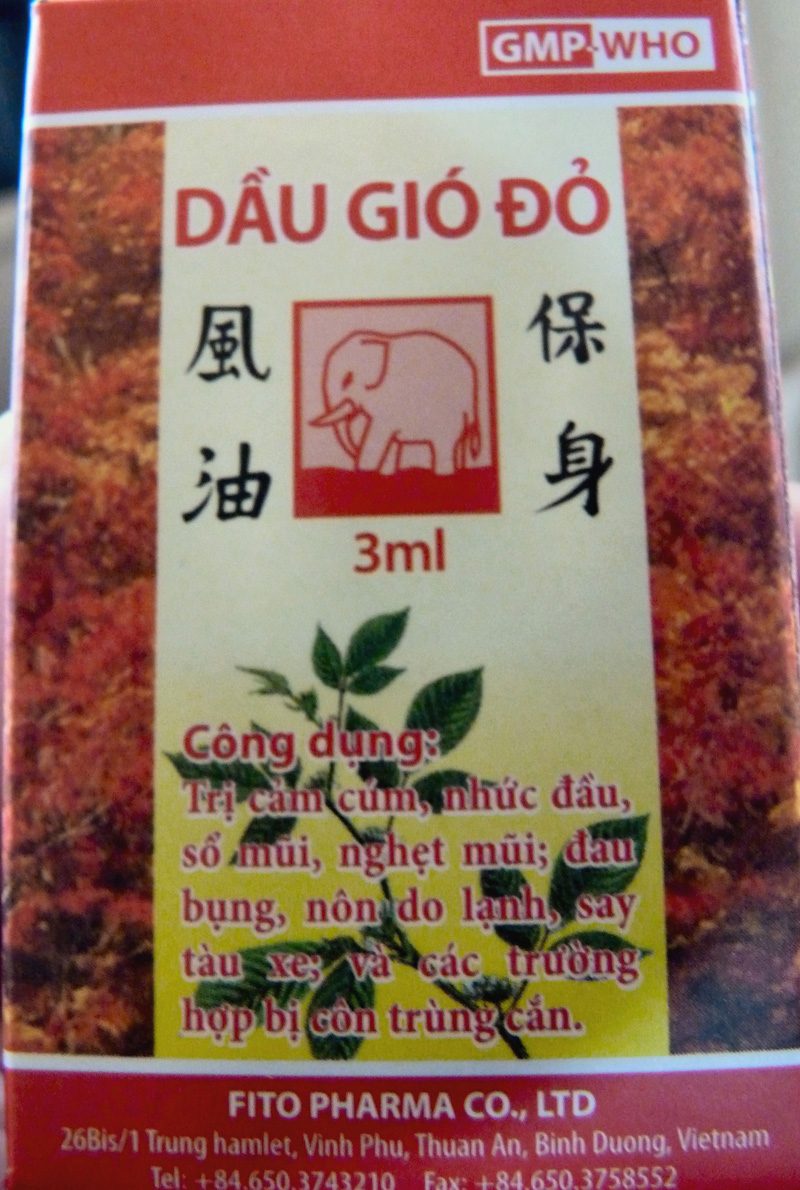 GMP-WHO
DẦU GIÓ ĐỎ
風 保
油 身
3ml
Công dụng:
Trị cảm cúm, nhức đầu,
sổ mũi, nghẹt mũi; đau
bụng, nôn do lạnh, say
tàu xe; và các trường
hợp bị côn trùng cắn.
FITO PHARMA CO., LTD
26Bis/1 Trung hamlet, Vinh Phu, Thuan An, Binh Duong, Vietnam
Tel: +84.650.3743210 Fax: +84.650.3758552